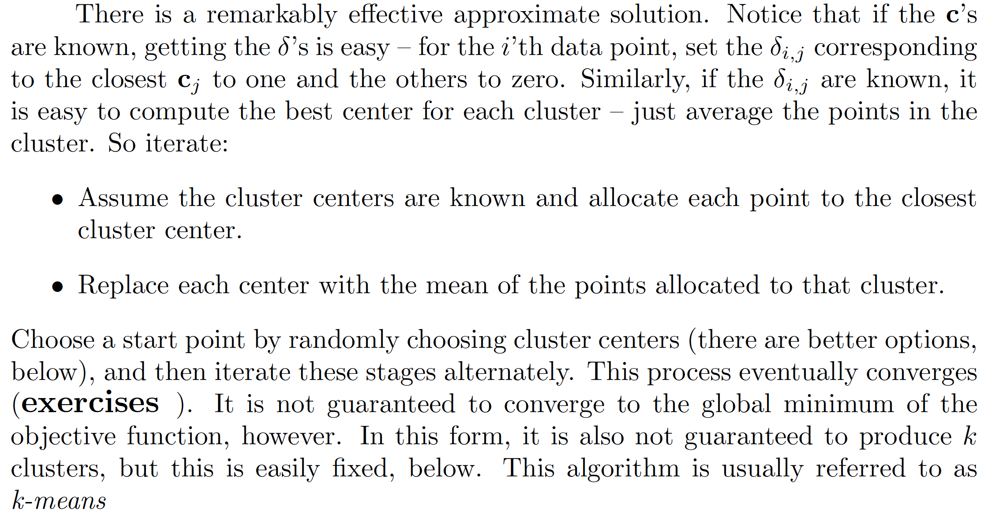 There is a remarkably effective approximate solution. Notice that if the c's
are known, getting the δ's is easy – for the i'th data point, set the δi,j corresponding
to the closest cj to one and the others to zero. Similarly, if the δi,j are known, it
is easy to compute the best center for each cluster – just average the points in the
cluster. So iterate:
• Assume the cluster centers are known and allocate each point to the closest
cluster center.
• Replace each center with the mean of the points allocated to that cluster.
Choose a start point by randomly choosing cluster centers (there are better options,
below), and then iterate these stages alternately. This process eventually converges
(exercises ). It is not guaranteed to converge to the global minimum of the
objective function, however. In this form, it is also not guaranteed to produce k
clusters, but this is easily fixed, below. This algorithm is usually referred to as
k-means